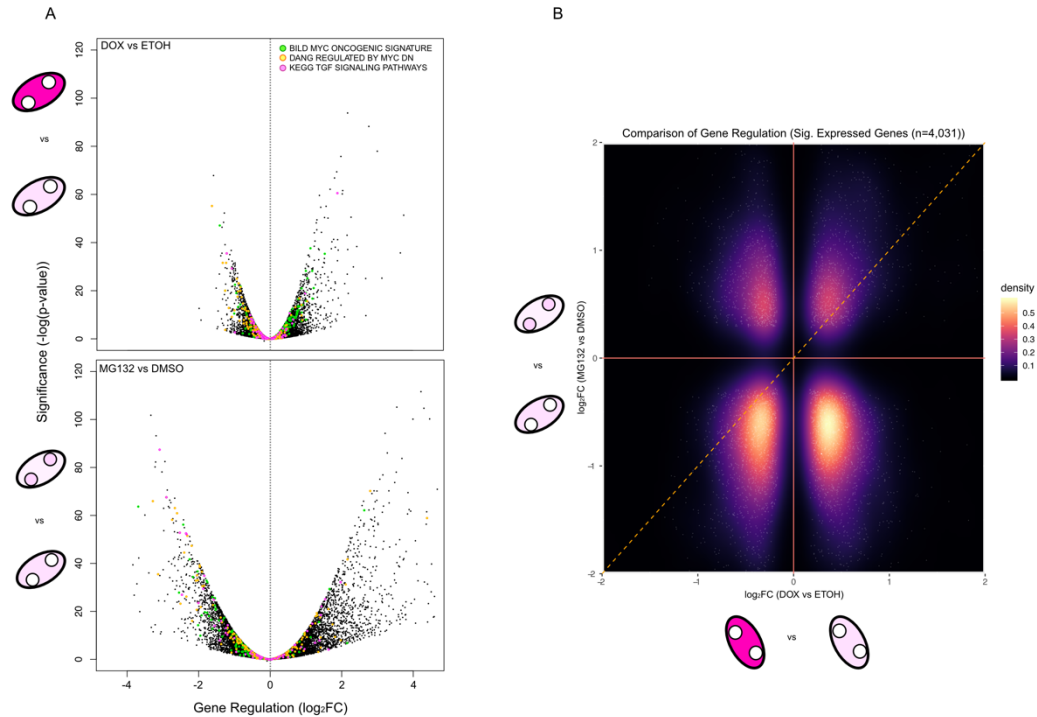 A
DOX vs ETOH
BILD MYC ONCOGENIC SIGNATURE
DANG REGULATED BY MYC DN
KEGG TGF SIGNALING PATHWAYS
120
100
80
60
40
20
0
vs
Significance (-log(p-value))
MG132 vs DMSO
120
100
80
60
40
20
0
vs
-4
-2
0
2
4
Gene Regulation (log₂FC)
B
Comparison of Gene Regulation (Sig. Expressed Genes (n=4,031))
2
1
0
-1
-2
log₂FC (MG132 vs DMSO)
vs
density
0.5
0.4
0.3
0.2
0.1
-2
-1
0
1
2
log₂FC (DOX vs ETOH)
vs